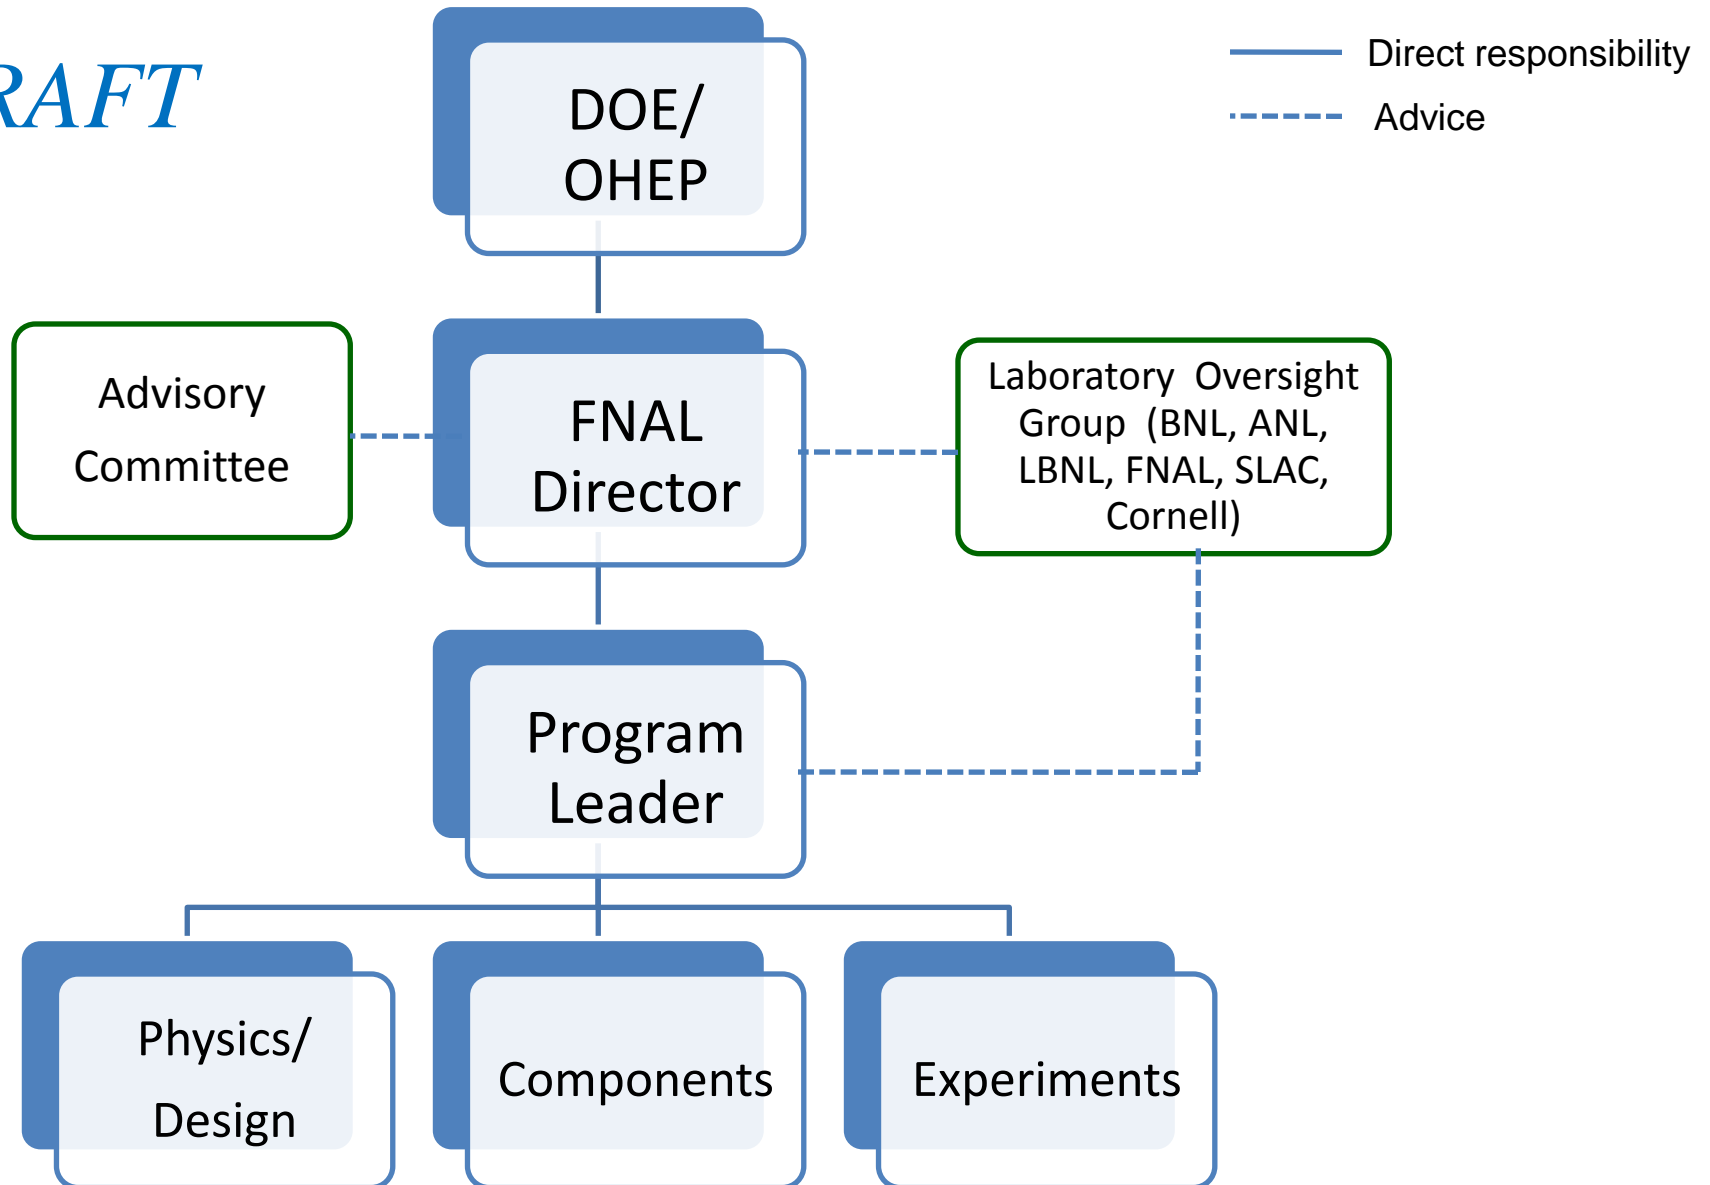 RAFT
Direct responsibility
Advice
DOE/
OHEP
Advisory
Committee
FNAL
Director
Laboratory Oversight
Group (BNL, ANL,
LBNL, FNAL, SLAC,
Cornell)
Program
Leader
Physics/
Design
Components
Experiments